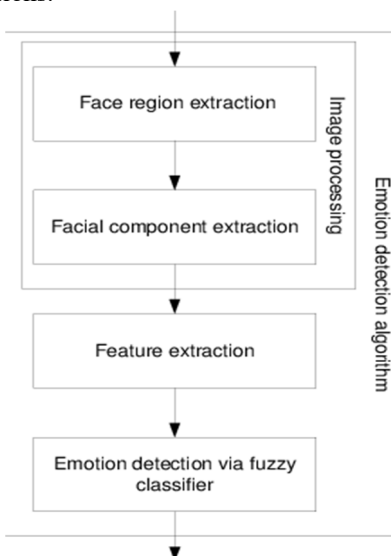 Face region extraction
Image processing
Facial component extraction
Emotion detection algorithm
Feature extraction
Emotion detection via fuzzy
classifier